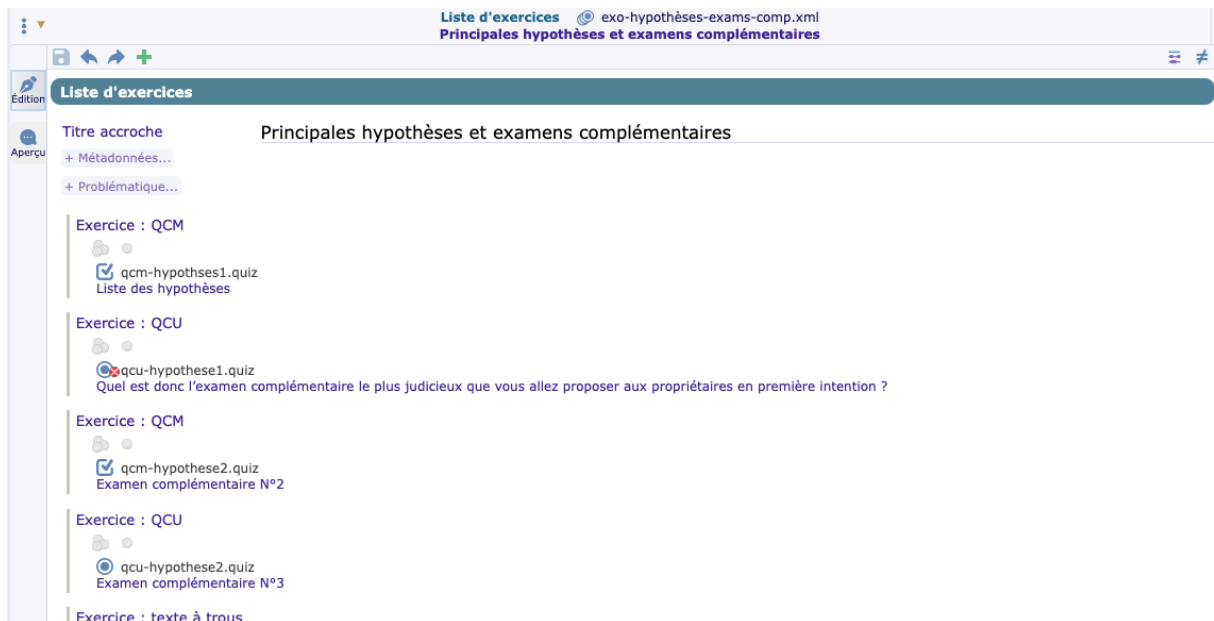 Liste d'exercices exo-hypothèses-exams-comp.xml
Principales hypothèses et examens complémentaires
Édition
Liste d'exercices
Aperçu
Titre accroche Principales hypothèses et examens complémentaires
+ Métadonnées...
+ Problématique...
Exercice : QCM
qcm-hypothses1.quiz
Liste des hypothèses
Exercice : QCU
qcu-hypothese1.quiz
Quel est donc l'examen complémentaire le plus judicieux que vous allez proposer aux propriétaires en première intention ?
Exercice : QCM
qcm-hypothese2.quiz
Examen complémentaire N°2
Exercice : QCU
qcu-hypothese2.quiz
Examen complémentaire N°3
Exercice : texte à trous